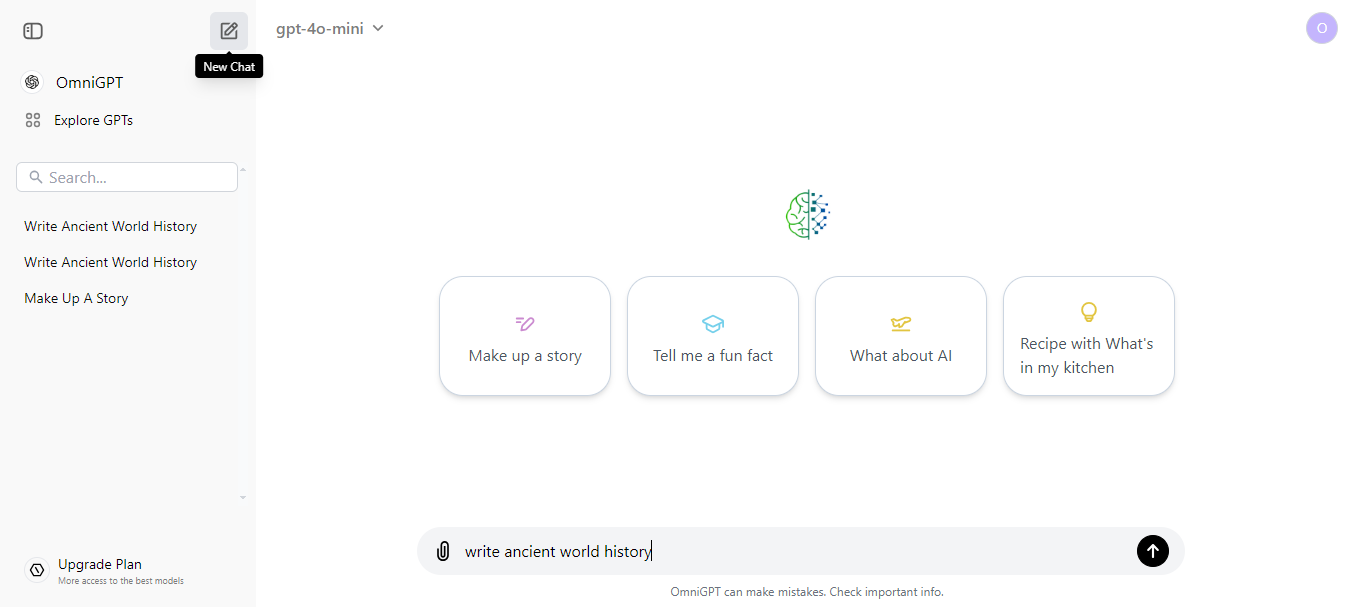 gpt-4o-mini
O
New Chat
OmniGPT
Explore GPTs
Search...
Write Ancient World History
Write Ancient World History
Make Up A Story
Make up a story
Tell me a fun fact
What about AI
Recipe with What's
in my kitchen
write ancient world history
Upgrade Plan
More access to the best models
OmniGPT can make mistakes. Check important info.